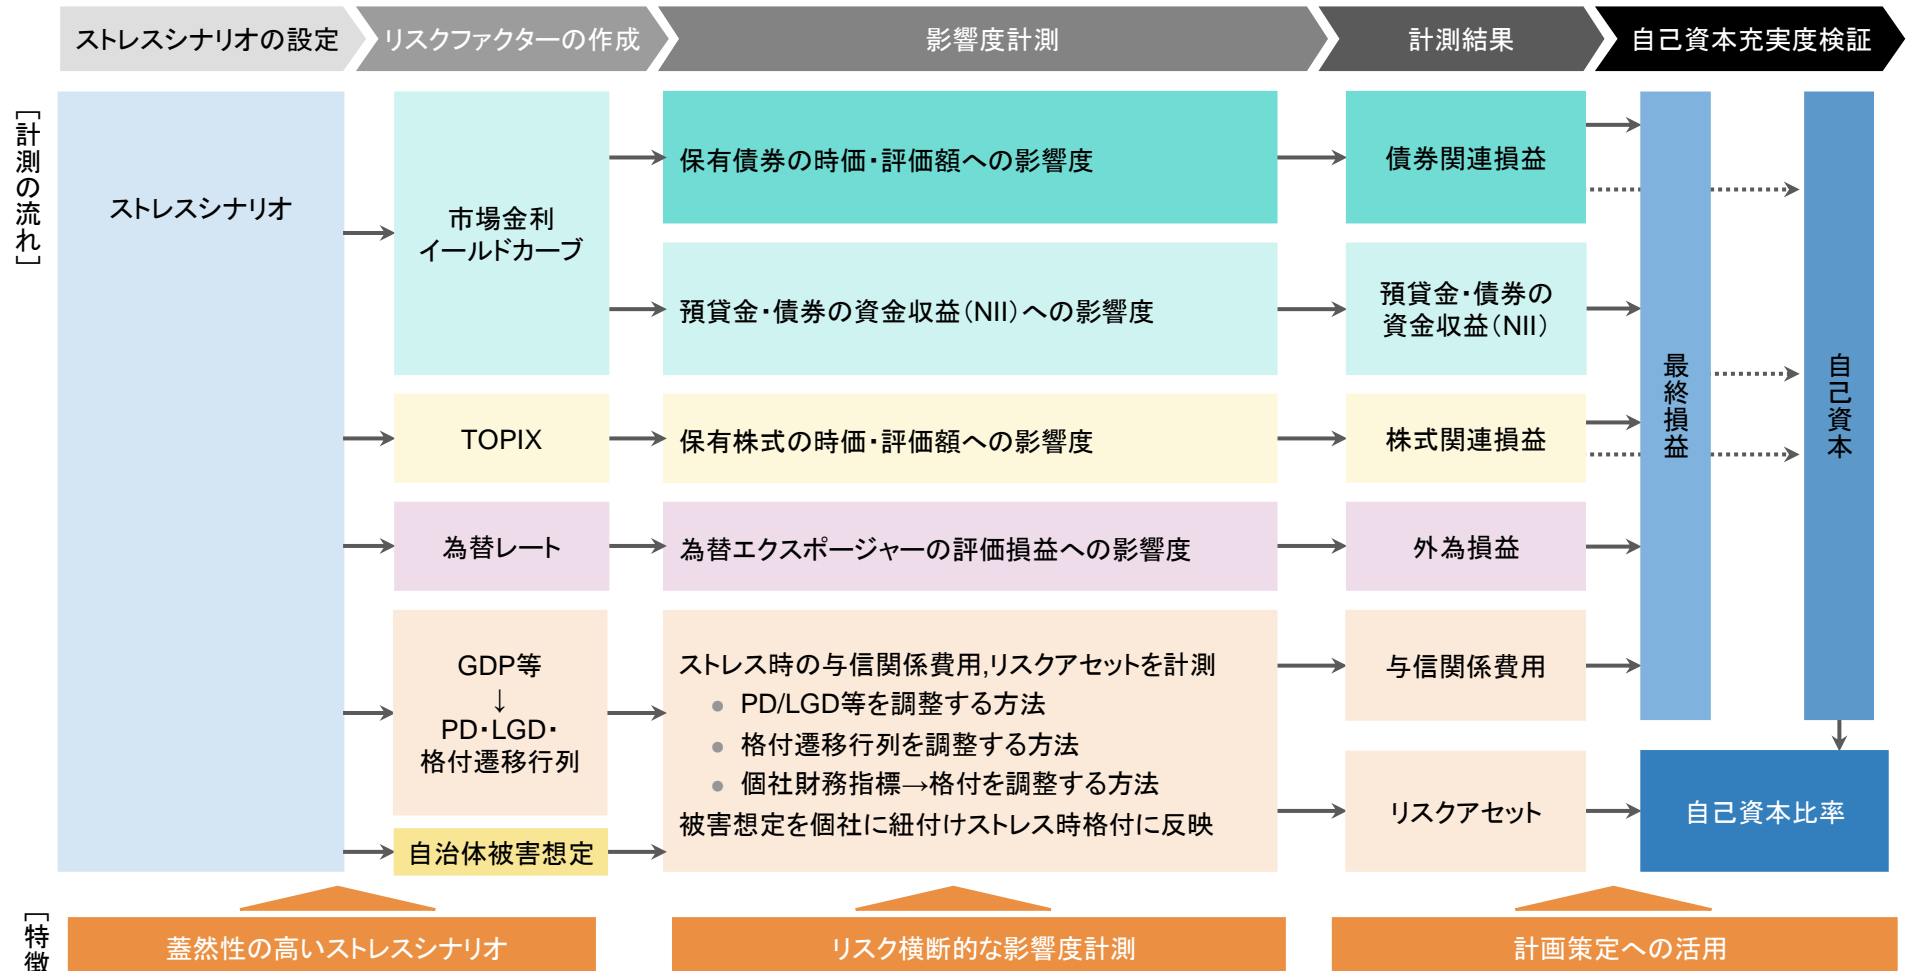 ストレスシナリオの設定
リスクファクターの作成
影響度計測
計測結果
自己資本充実度検証
［計測の流れ］
ストレスシナリオ
市場金利
イールドカーブ
保有債券の時価・評価額への影響度
債券関連損益
預貸金・債券の資金収益（NII）への影響度
預貸金・債券の
資金収益（NII）
TOPIX
保有株式の時価・評価額への影響度
株式関連損益
為替レート
為替エクスポージャーの評価損益への影響度
外為損益
GDP等
↓
PD・LGD・
格付遷移行列
自治体被害想定
ストレス時の与信関係費用,リスクアセットを計測
● PD/LGD等を調整する方法
● 格付遷移行列を調整する方法
● 個社財務指標→格付を調整する方法
被害想定を個社に紐付けストレス時格付に反映
与信関係費用
リスクアセット
最終損益
自己資本
自己資本比率
［特徴
蓋然性の高いストレスシナリオ
リスク横断的な影響度計測
計画策定への活用